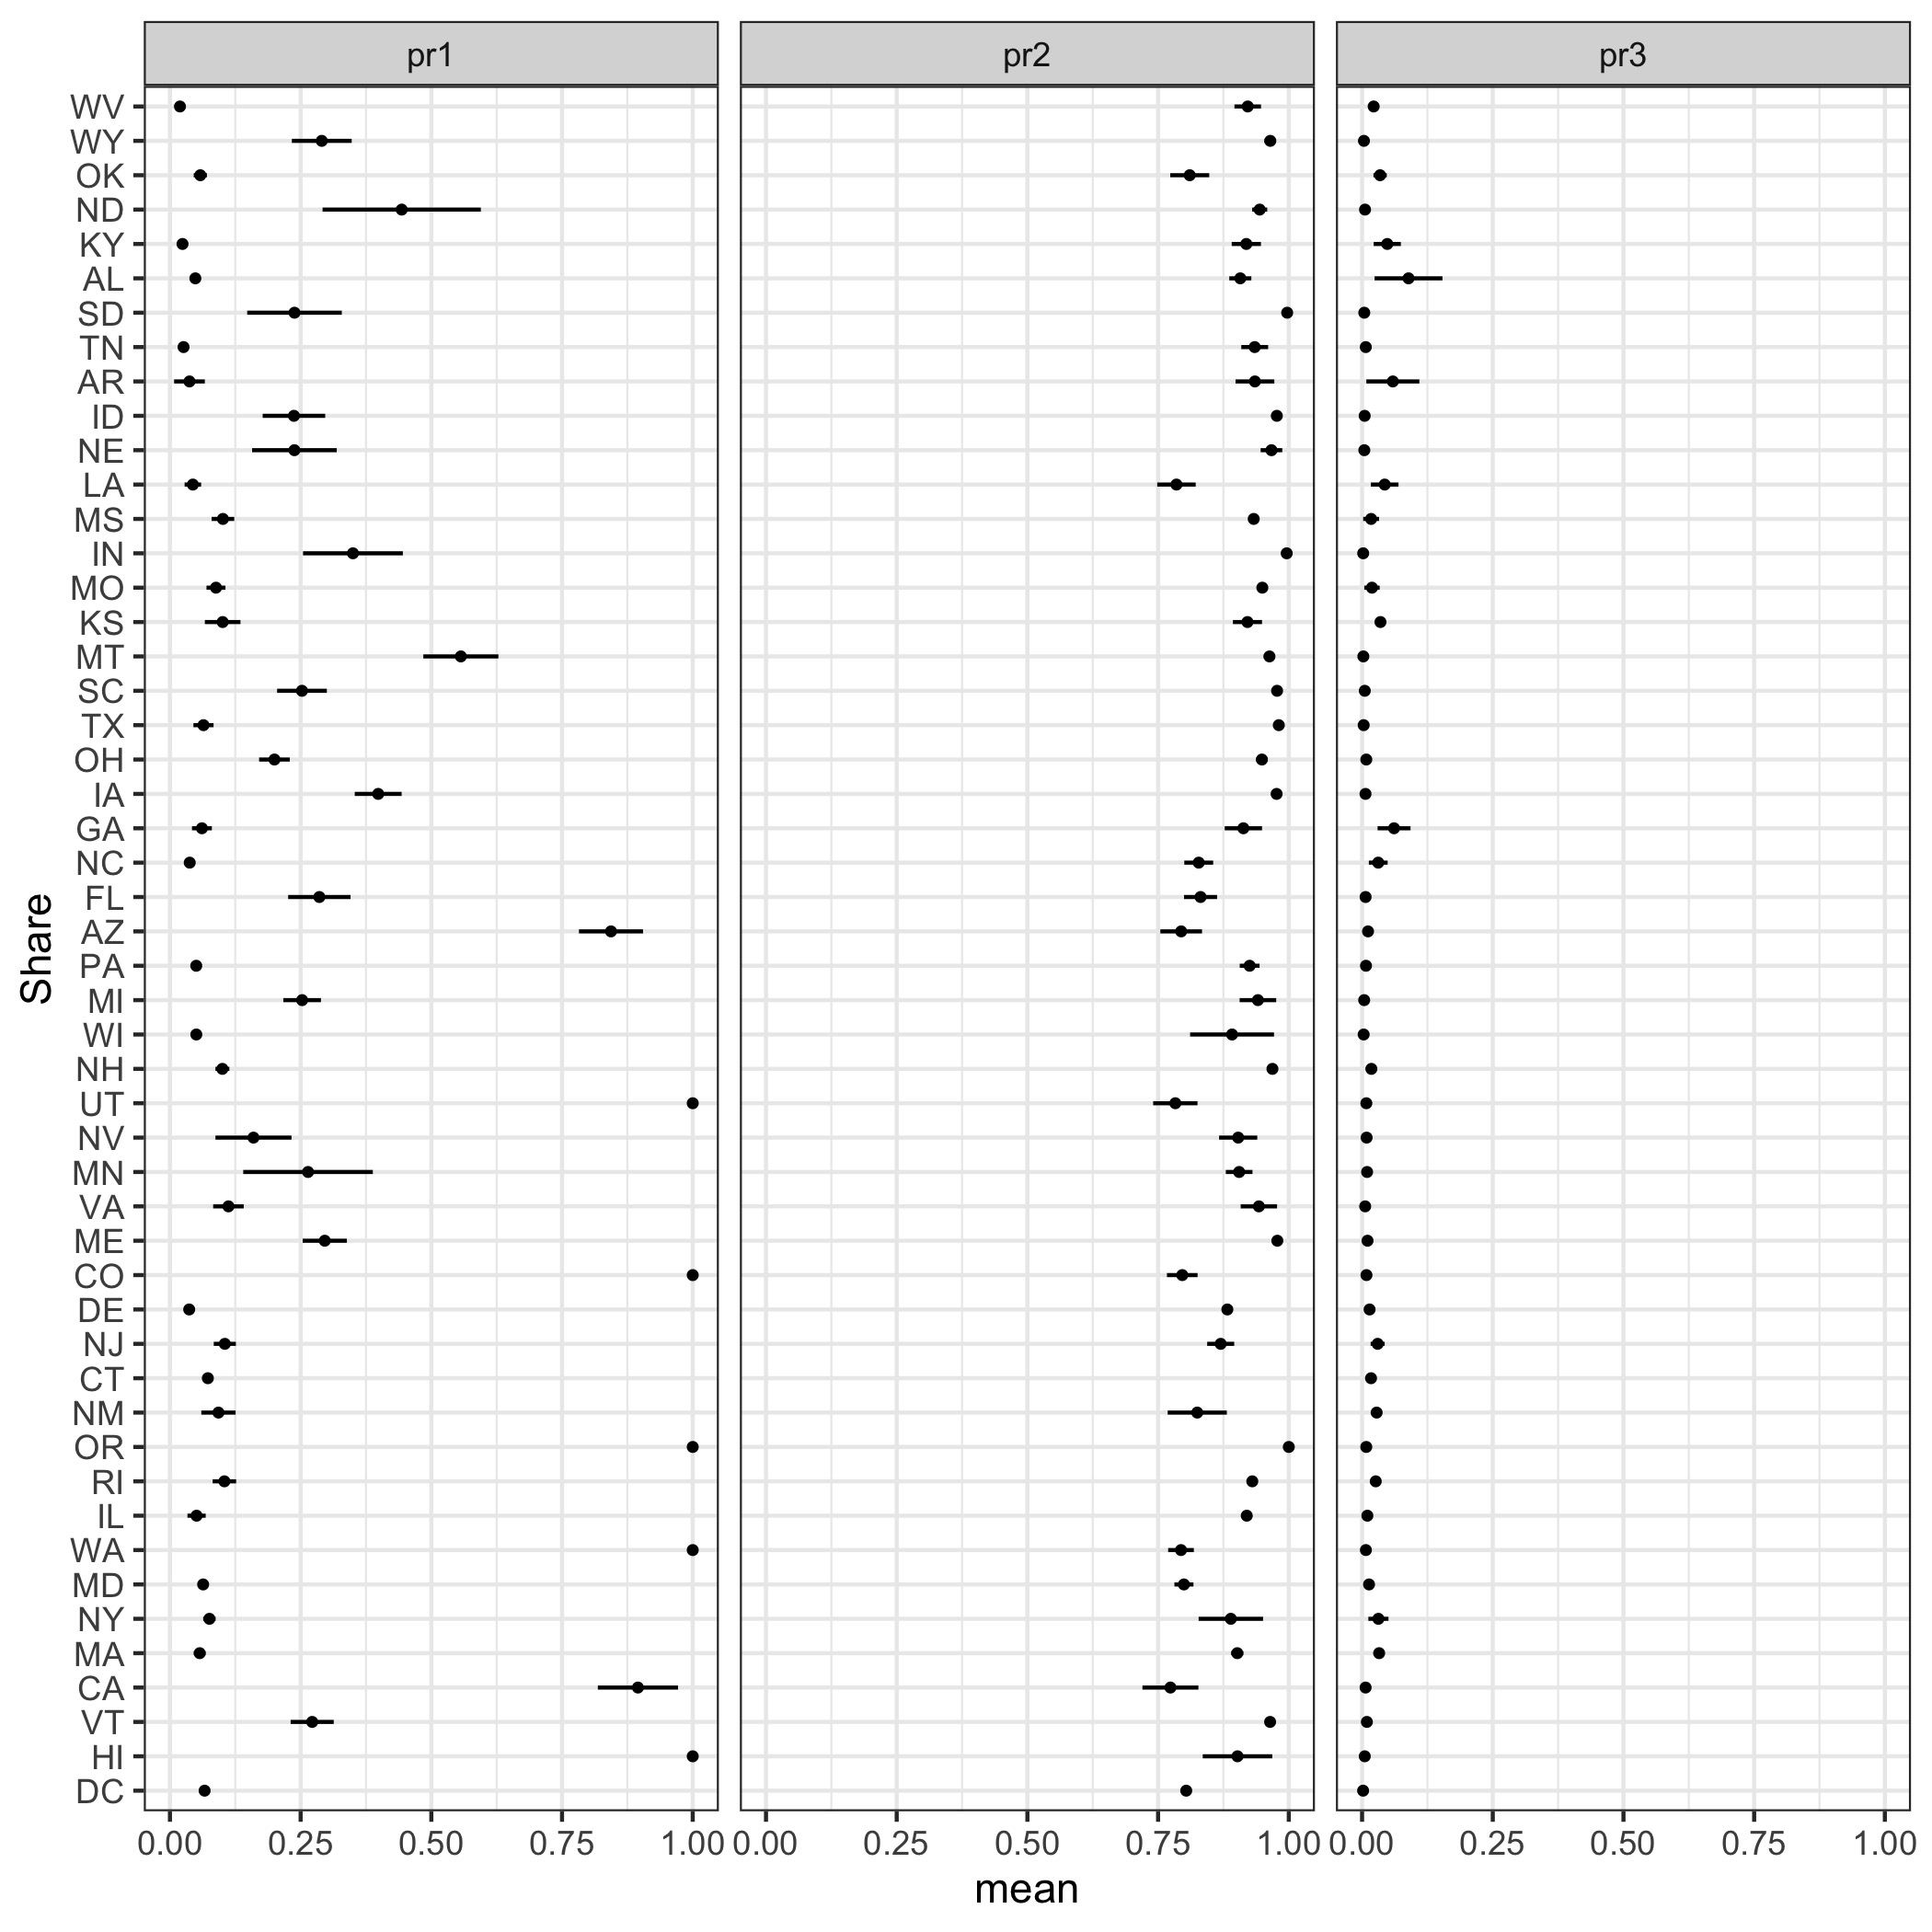 pr1 pr2 pr3
WV
WY
OK
ND
KY
AL
SD
TN
AR
ID
NE
LA
MS
IN
MO
KS
MT
SC
TX
OH
IA
GA
NC
FL
AZ
PA
MI
WI
NH
UT
NV
MN
VA
ME
CO
DE
NJ
CT
NM
OR
RI
IL
WA
MD
NY
MA
CA
VT
HI
DC
Share
0.00 0.25 0.50 0.75 1.00 0.00 0.25 0.50 0.75 1.00 0.00 0.25 0.50 0.75 1.00
mean